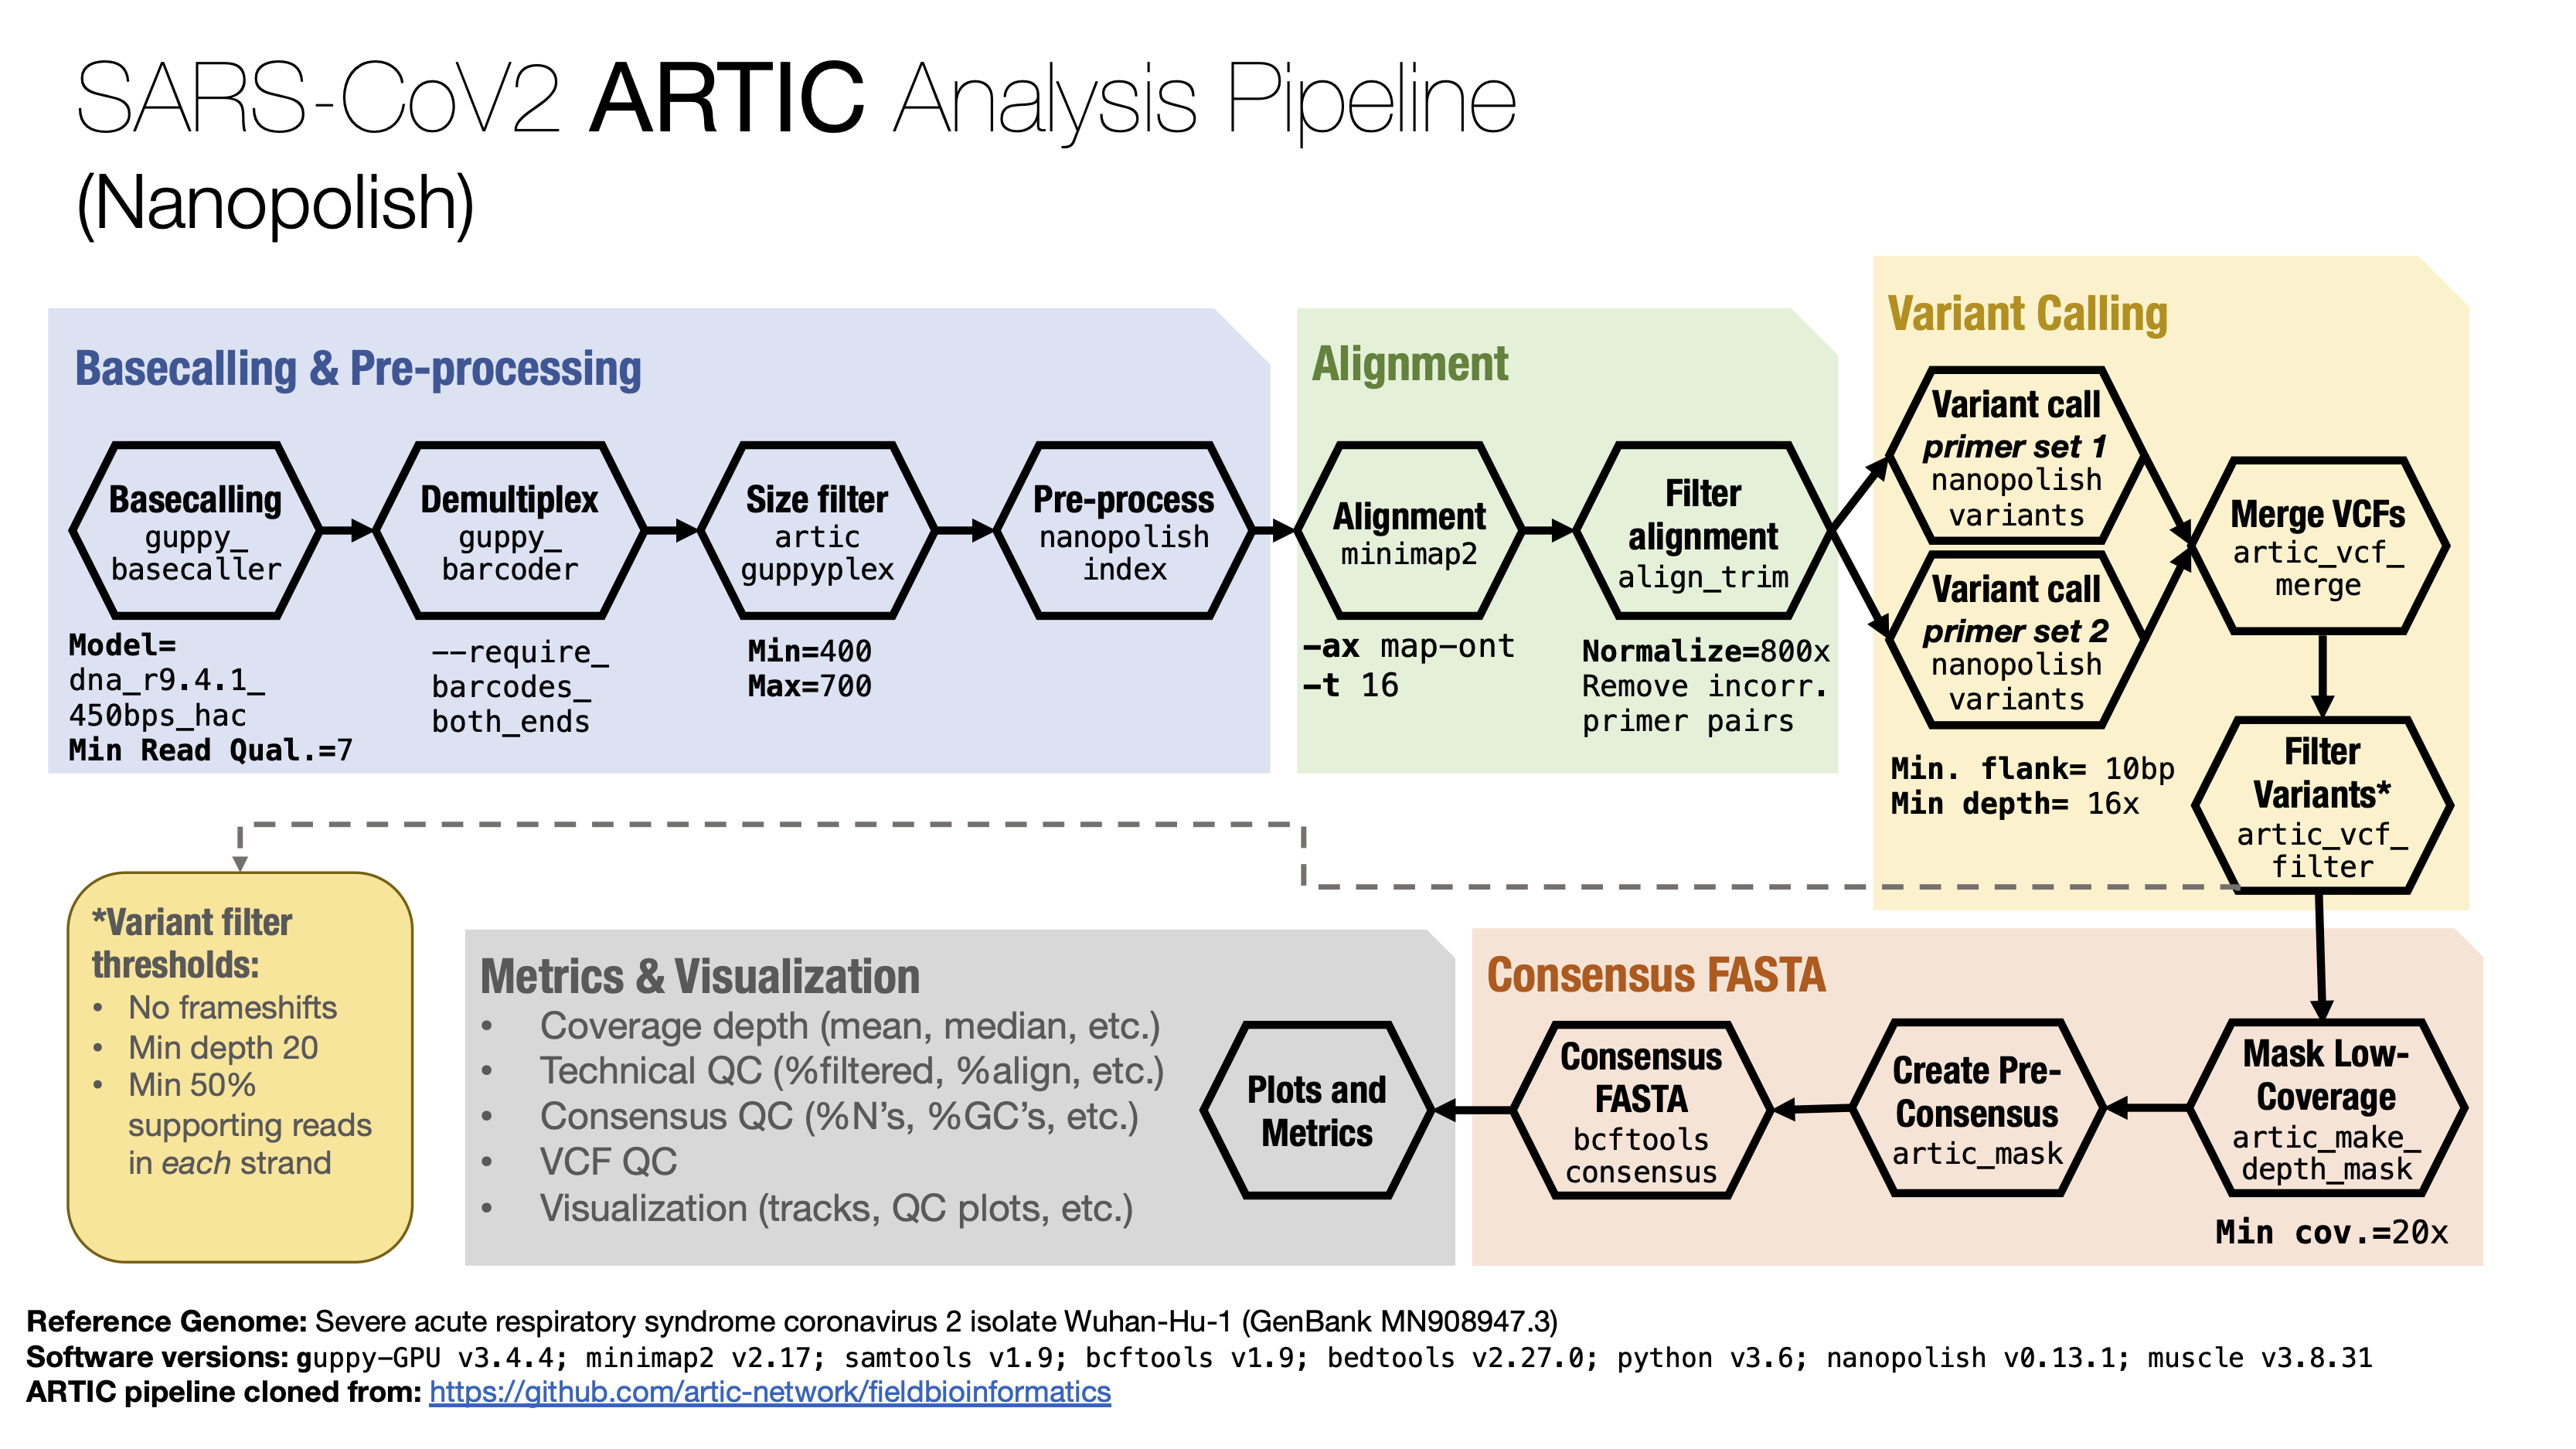 SARS-CoV2 ARTIC Analysis Pipeline
(Nanopolish)
Basecalling & Pre-processing
Basecalling
guppy_
basecaller
Model=
dna_r9.4.1_
450bps_hac
Min Read Qual.=7
Demultiplex
guppy_
barcoder
--require_
barcodes_
both_ends
Size filter
artic
guppyplex
Min=400
Max=700
Pre-process
nanopolish
index
Alignment
Alignment
minimap2
-ax map-ont
-t 16
Filter
alignment
align_trim
Normalize=800x
Remove incorr.
primer pairs
Variant Calling
Variant call
primer set 1
nanopolish
variants
Variant call
primer set 2
nanopolish
variants
Min. flank= 10bp
Min depth= 16x
Merge VCFs
artic_vcf_
merge
Filter
Variants*
artic_vcf_
filter
*Variant filter
thresholds:
• No frameshifts
• Min depth 20
• Min 50%
supporting reads
in each strand
Metrics & Visualization
• Coverage depth (mean, median, etc.)
• Technical QC (%filtered, %align, etc.)
• Consensus QC (%N’s, %GC’s, etc.)
• VCF QC
• Visualization (tracks, QC plots, etc.)
Plots and
Metrics
Consensus FASTA
Consensus
FASTA
bcftools
consensus
Create Pre-
Consensus
artic_mask
Mask Low-
Coverage
artic_make_
depth_mask
Min cov.=20x
Reference Genome: Severe acute respiratory syndrome coronavirus 2 isolate Wuhan-Hu-1 (GenBank MN908947.3)
Software versions: guppy-GPU v3.4.4; minimap2 v2.17; samtools v1.9; bcftools v1.9; bedtools v2.27.0; python v3.6; nanopolish v0.13.1; muscle v3.8.31
ARTIC pipeline cloned from: https://github.com/artic-network/fieldbioinformatics